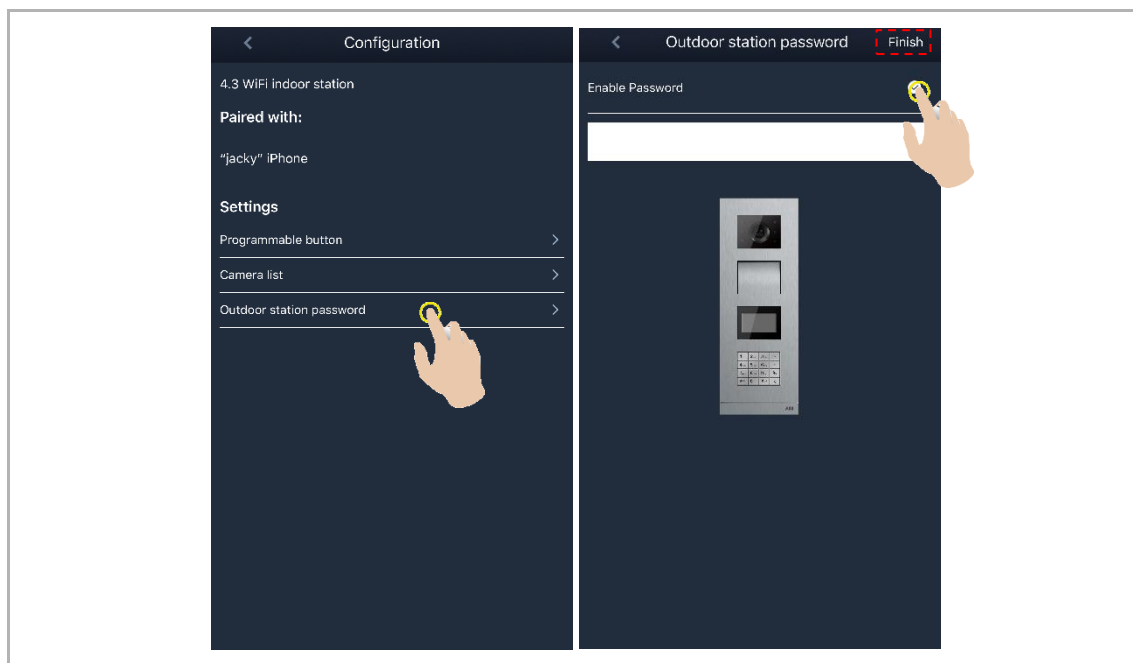 Configuration
4.3 WiFi indoor station
Paired with:
“jacky” iPhone
Settings
Programmable button
Camera list
Outdoor station password
Outdoor station password
Finish
Enable Password
ABB